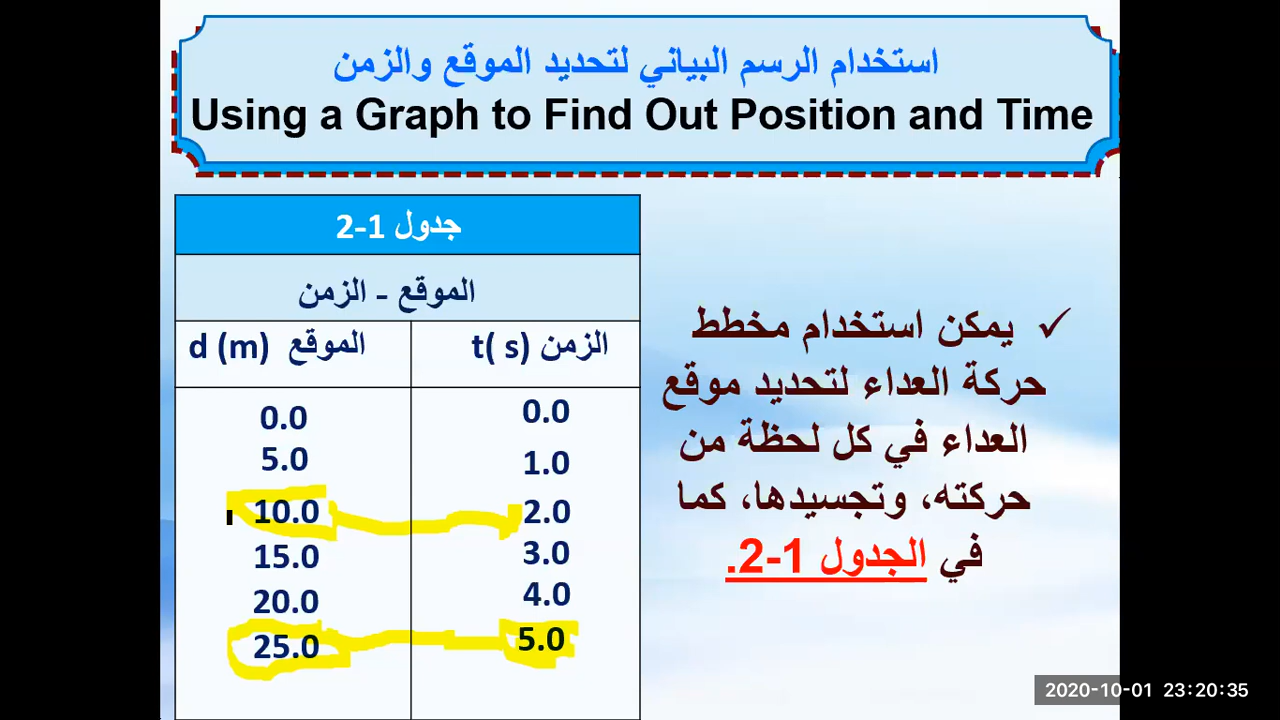 استخدام الرسم البياني لتحديد الموقع والزمن
Using a Graph to Find Out Position and Time
يمكن استخدام مخطط
حركة العداء لتحديد موقع
العداء في كل لحظة من
حركته، وتجسيدها، كما
في الجدول 1-2.
جدول 1-2
الموقع - الزمن
الزمن t( s) الموقع d (m)
0.0 0.0
1.0 5.0
2.0 10.0
3.0 15.0
4.0 20.0
5.0 25.0
2020-10-01 23:20:35